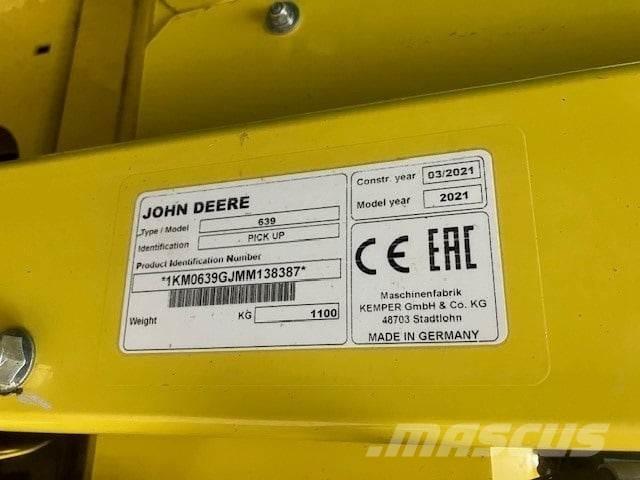 JOHN DEERE
Type / Model 639
Identification PICK UP
Product Identification Number
*1KM0639GJMM138387*
Weight KG 1100
Constr. year 03/2021
Model year 2021
CE EAC
Maschinenfabrik
KEMPER GmbH & Co. KG
48703 Stadtlohn
MADE IN GERMANY
mascus